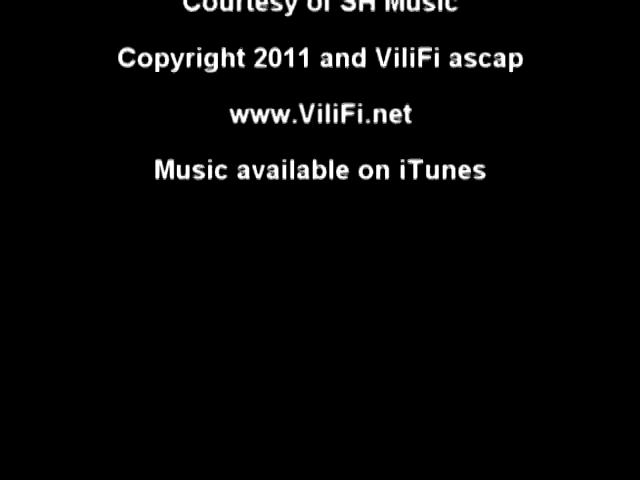 Courtesy of SH Music
Copyright 2011 and ViliFi ascap
www.ViliFi.net
Music available on iTunes